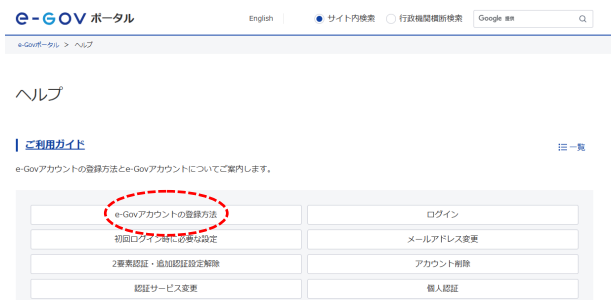 e-GOV ポータル English サイト内検索 行政機関横断検索 Google 提供
e-Govポータル > ヘルプ
ヘルプ
ご利用ガイド 一覧
e-Govアカウントの登録方法とe-Govアカウントについてご案内します。
e-Govアカウントの登録方法 ログイン
初回ログイン時に必要な設定 メールアドレス変更
2要素認証・追加認証設定解除 アカウント削除
認証サービス変更 個人認証